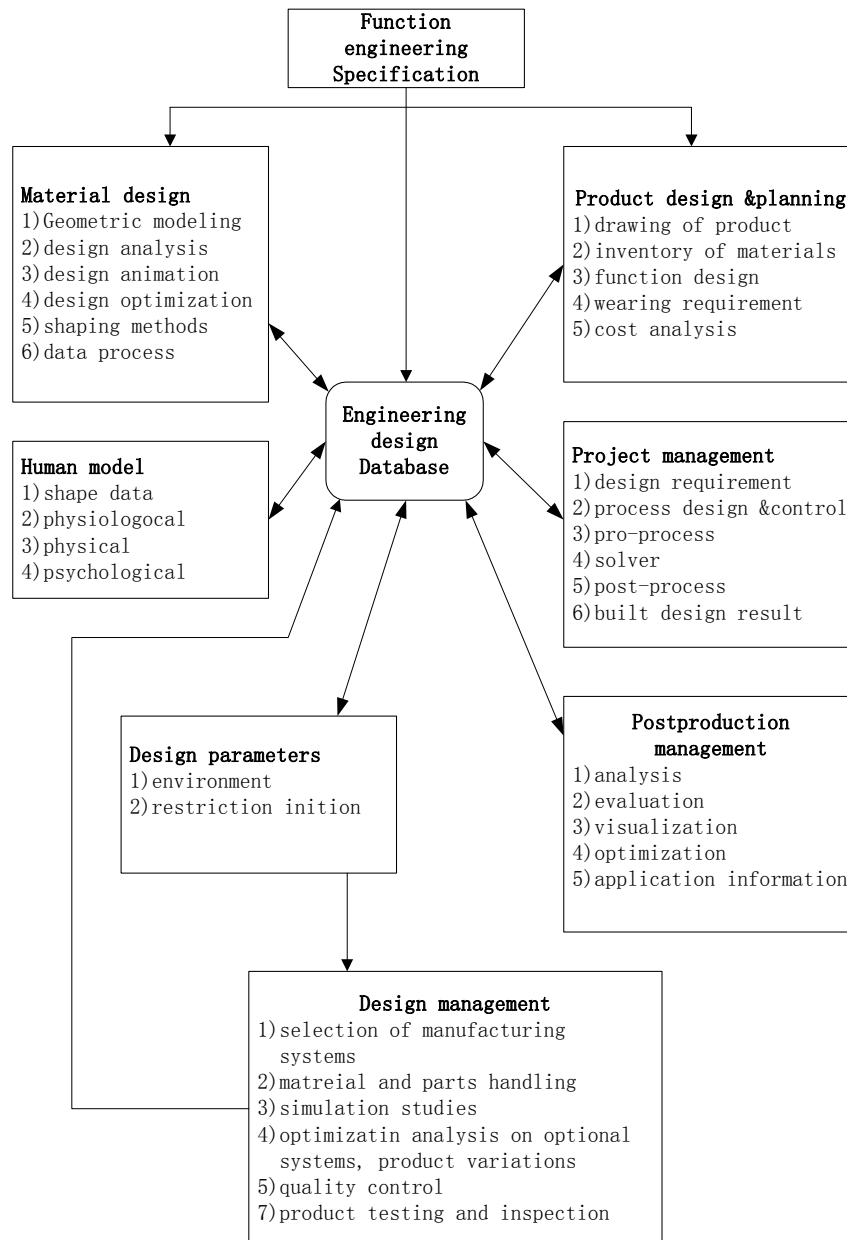 Function
engineering
Specification
Material design
1)Geometric modeling
2)design analysis
3)design animation
4)design optimization
5)shaping methods
6)data process
Product design &planning
1)drawing of product
2)inventory of materials
3)function design
4)wearing requirement
5)cost analysis
Engineering
design
Database
Human model
1)shape data
2)physiologocal
3)physical
4)psychological
Project management
1)design requirement
2)process design &control
3)pro-process
4)solver
5)post-process
6)built design result
Design parameters
1)environment
2)restriction inition
Postproduction
management
1)analysis
2)evaluation
3)visualization
4)optimization
5)application information
Design management
1)selection of manufacturing
systems
2)matreial and parts handling
3)simulation studies
4)optimizatin analysis on optional
systems, product variations
5)quality control
7)product testing and inspection